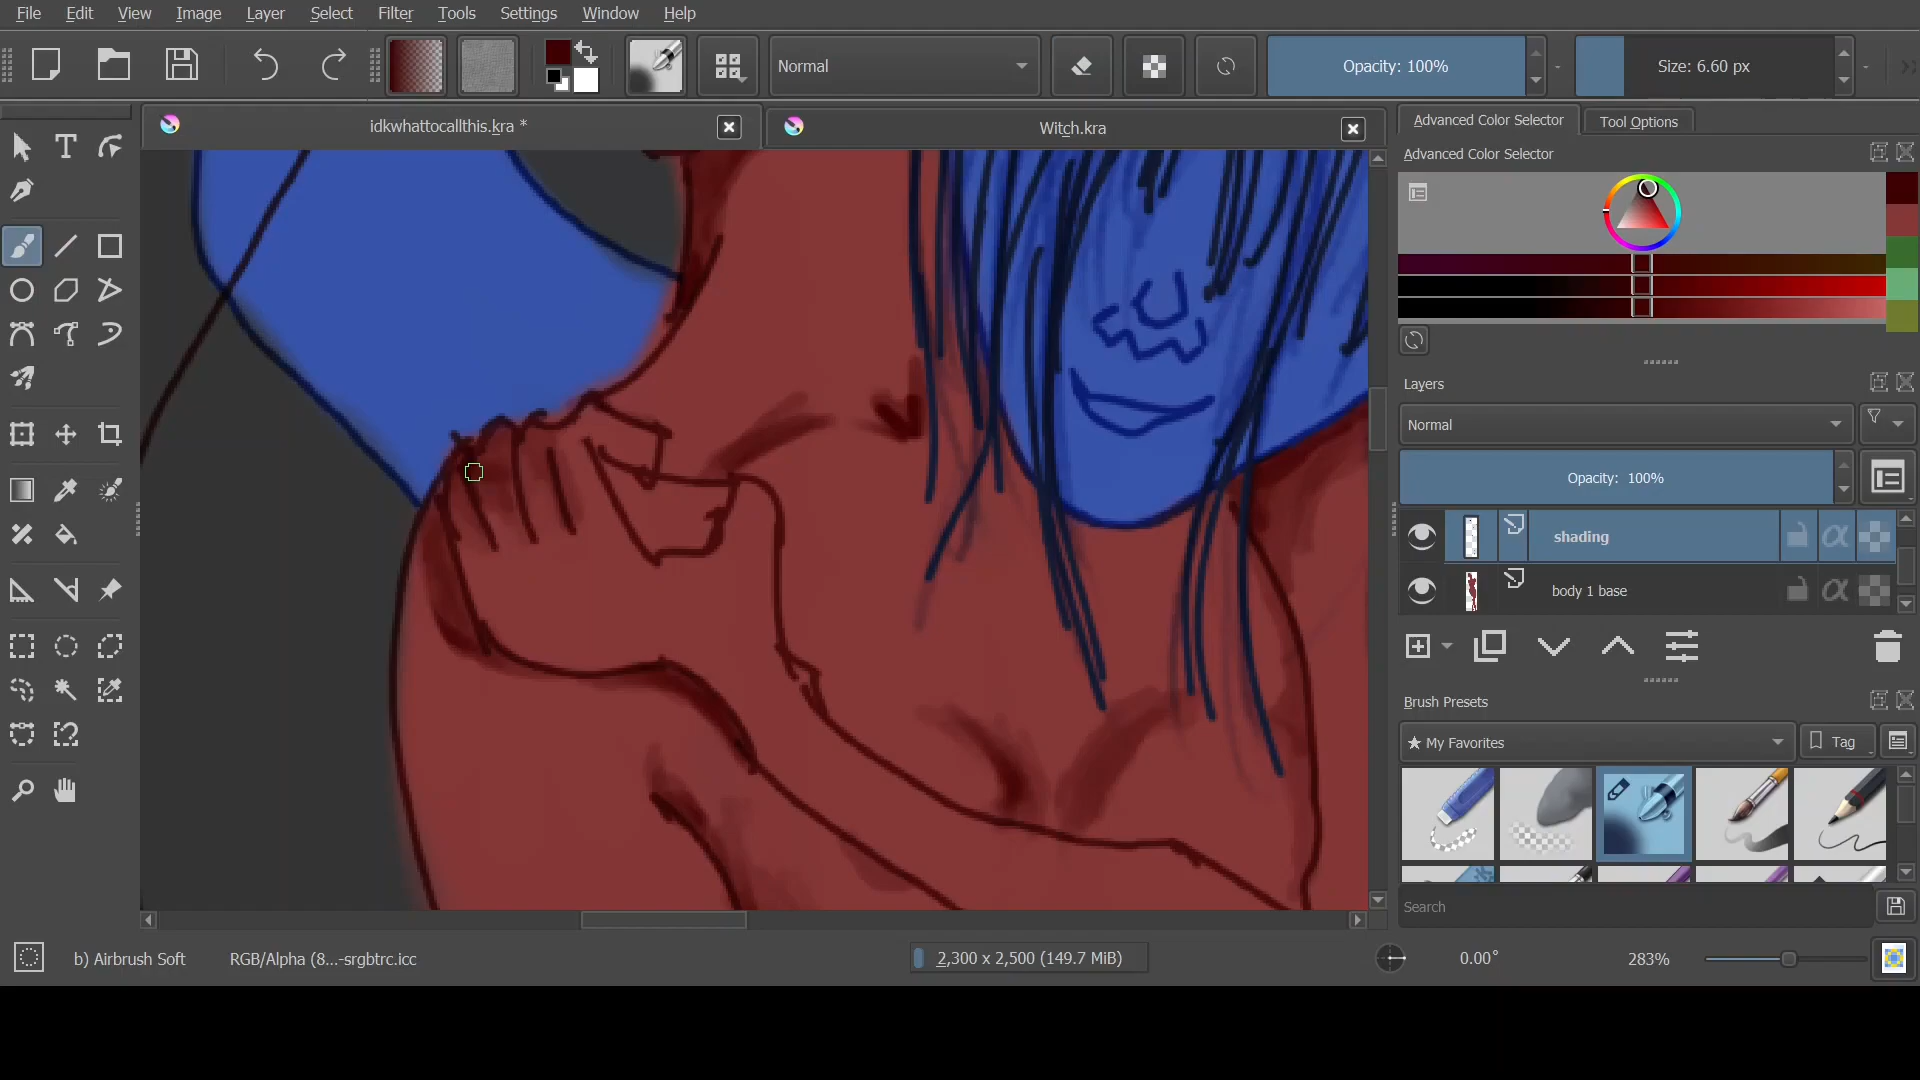 File Edit View Image Layer Select Filter Tools Settings Window Help
Normal
Opacity: 100%
Size: 6.60 px
idkwhattocallthis.kra *
Witch.kra
Advanced Color Selector
Tool Options
Advanced Color Selector
Layers
Normal
Opacity: 100%
shading
body 1 base
Brush Presets
★ My Favorites
Tag
Search
b) Airbrush Soft
RGB/Alpha (8...-srgbtrc.icc
2,300 x 2,500 (149.7 MiB)
0.00°
283%